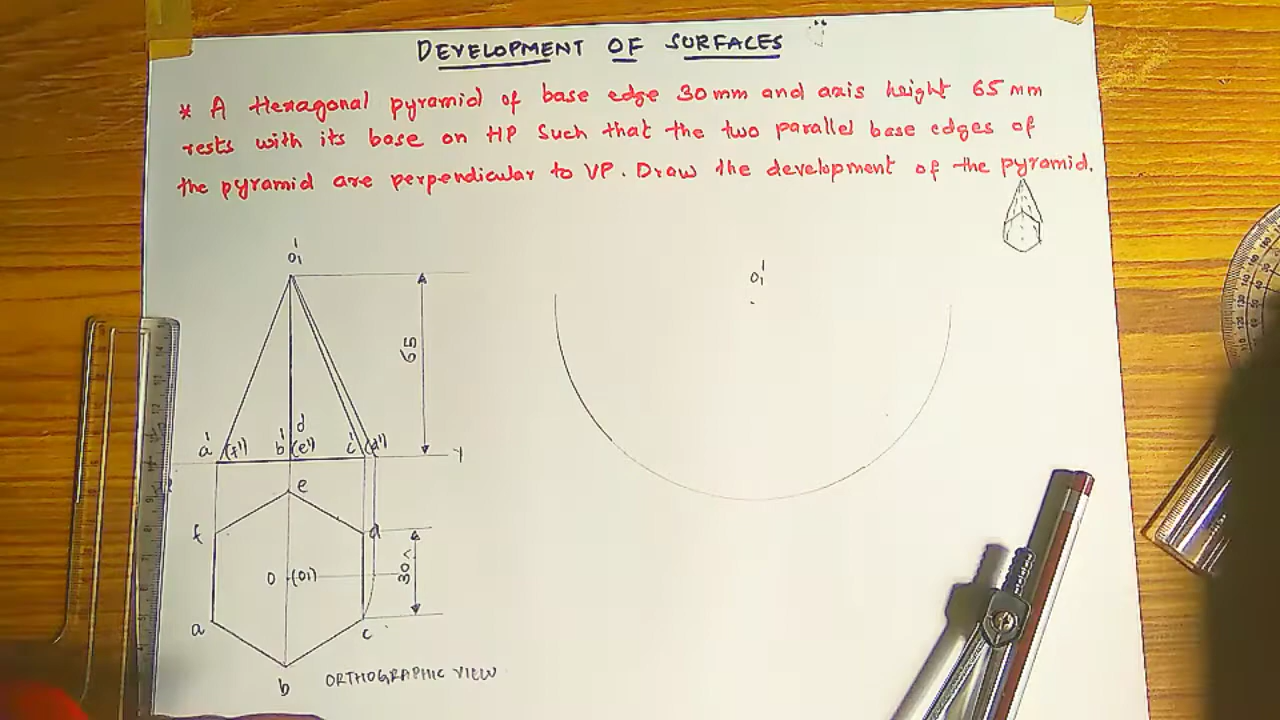 DEVELOPMENT OF SURFACES
* A Hexagonal pyramid of base edge 30 mm and axis height 65 mm
rests with its base on HP Such that the two parallel base edges of
the pyramid are perpendicular to VP. Draw the development of the pyramid.
o₁'
o₁'
65
d
a' (f') b' (e') c' (d') Y
e
f d
o (o₁) 30
a c
b
ORTHOGRAPHIC VIEW